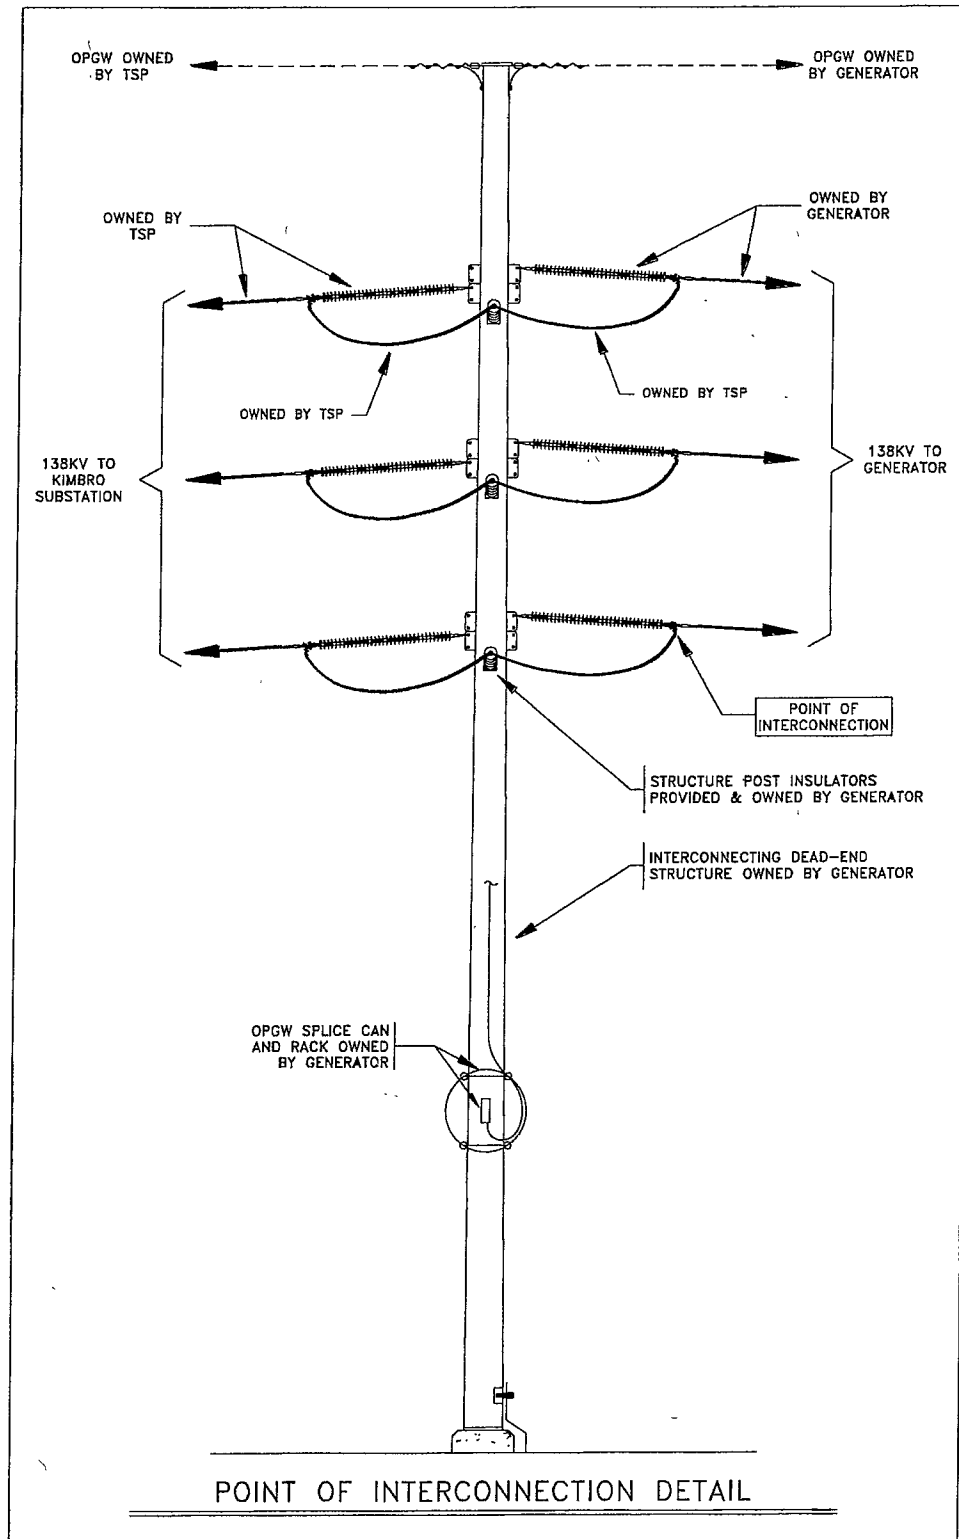 OPGW OWNED
BY TSP
OPGW OWNED
BY GENERATOR
OWNED BY
TSP
OWNED BY
GENERATOR
OWNED BY TSP
OWNED BY TSP
138KV TO
KIMBRO
SUBSTATION
138KV TO
GENERATOR
POINT OF
INTERCONNECTION
STRUCTURE POST INSULATORS
PROVIDED & OWNED BY GENERATOR
INTERCONNECTING DEAD-END
STRUCTURE OWNED BY GENERATOR
OPGW SPLICE CAN
AND RACK OWNED
BY GENERATOR
POINT OF INTERCONNECTION DETAIL